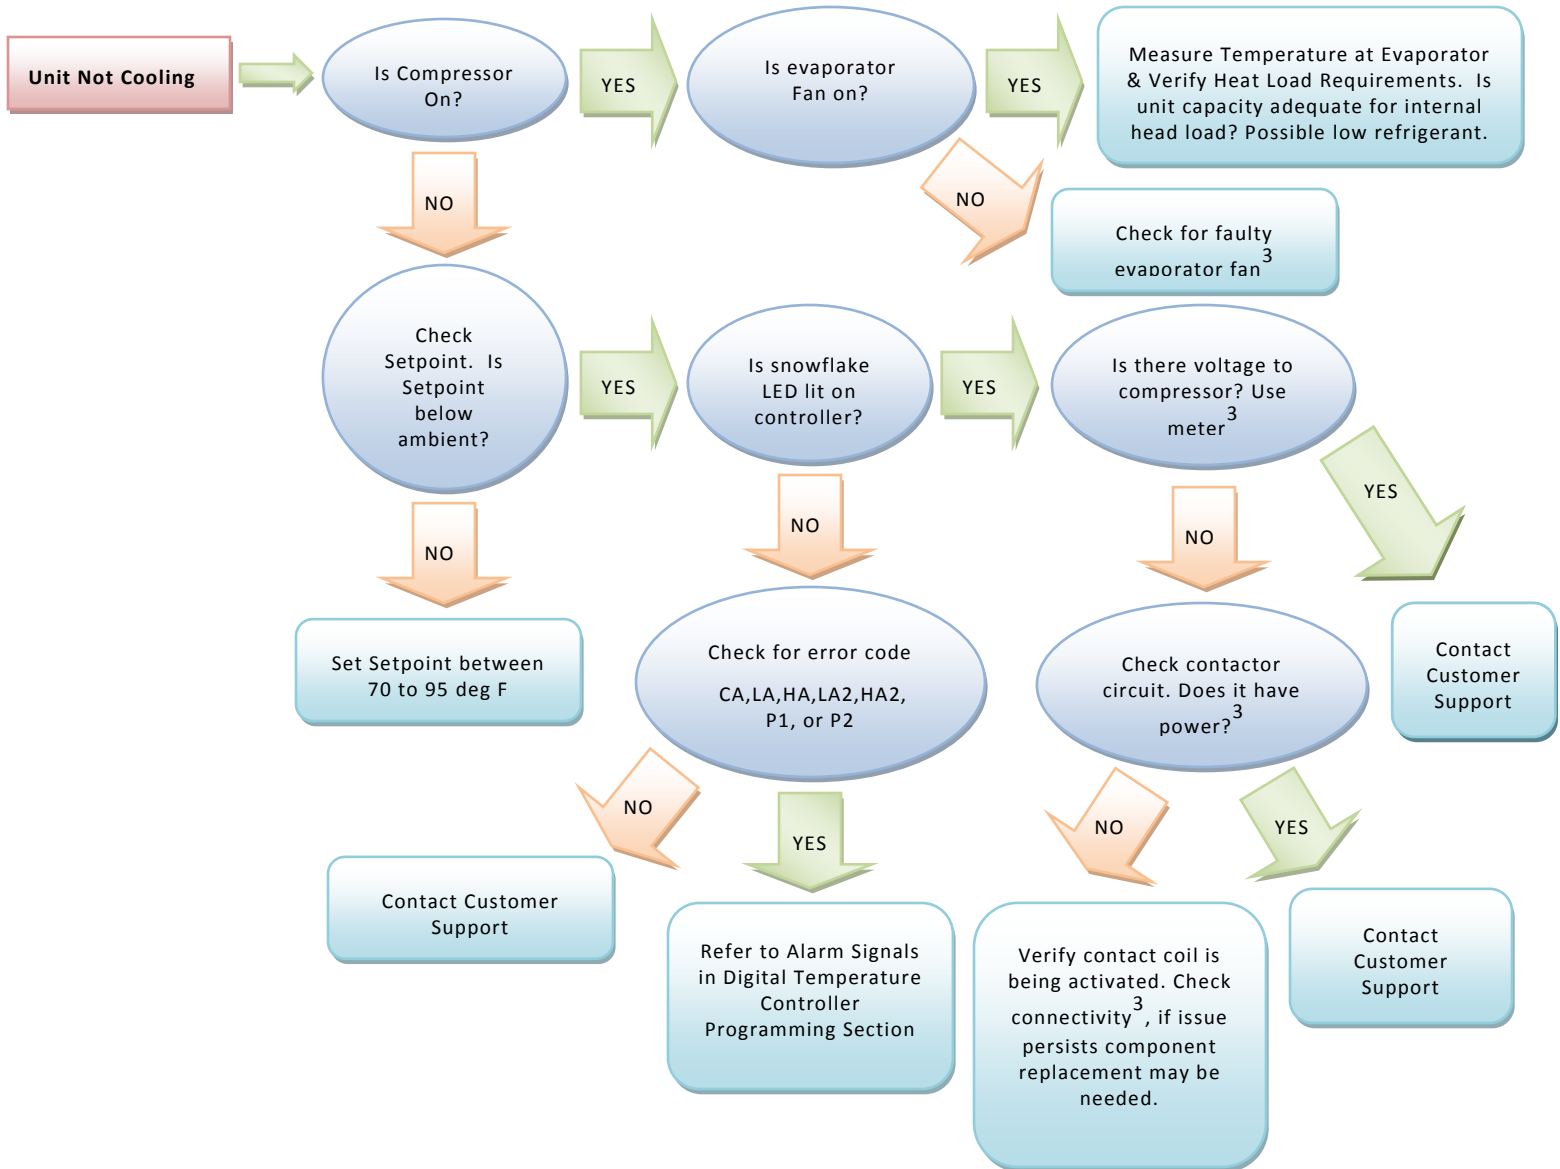 Unit Not Cooling
Is Compressor
On?
YES
Is evaporator
Fan on?
YES
Measure Temperature at Evaporator
& Verify Heat Load Requirements.  Is
unit capacity adequate for internal
head load? Possible low refrigerant.
NO
NO
Check for faulty
evaporator fan3
Check
Setpoint.  Is
Setpoint
below
ambient?
YES
Is snowflake
LED lit on
controller?
YES
Is there voltage to
compressor? Use
meter3
YES
NO
NO
NO
Set Setpoint between
70 to 95 deg F
Check for error code
CA,LA,HA,LA2,HA2,
P1, or P2
Check contactor
circuit. Does it have
power?3
Contact
Customer
Support
NO
YES
NO
YES
Contact Customer
Support
Refer to Alarm Signals
in Digital Temperature
Controller
Programming Section
Verify contact coil is
being activated. Check
connectivity3, if issue
persists component
replacement may be
needed.
Contact
Customer
Support